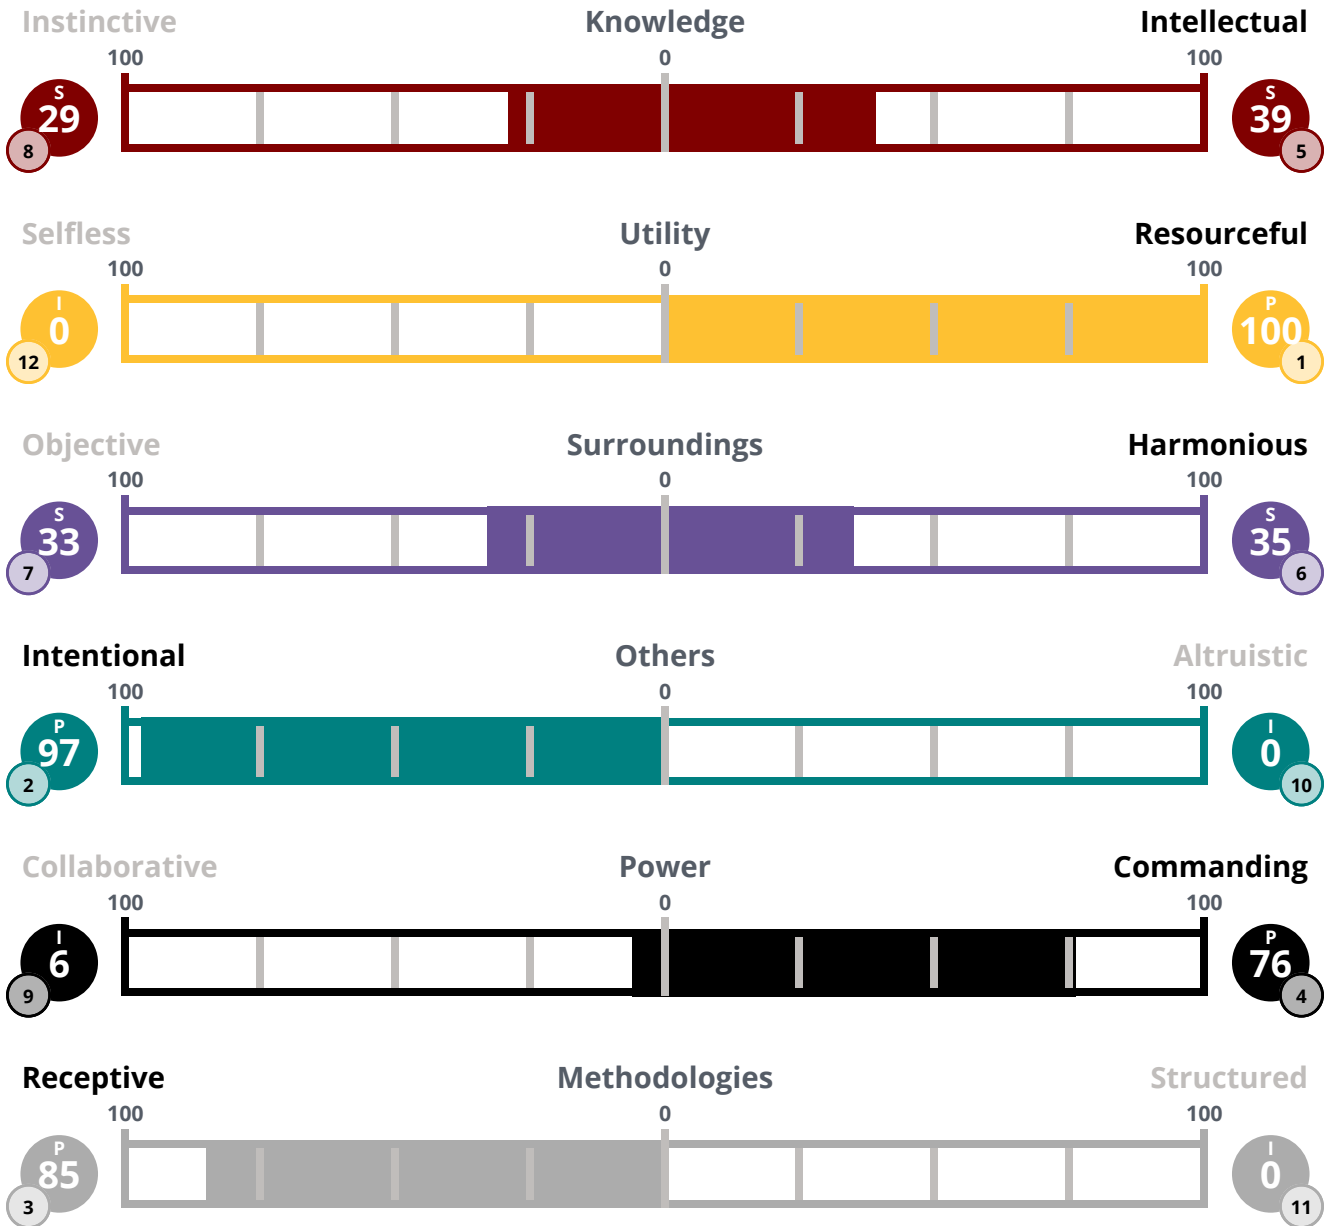 Instinctive Knowledge Intellectual
100 0 100
S S
29 39
8 5
Selfless Utility Resourceful
100 0 100
I P
0 100
12 1
Objective Surroundings Harmonious
100 0 100
S S
33 35
7 6
Intentional Others Altruistic
100 0 100
P I
97 0
2 10
Collaborative Power Commanding
100 0 100
I P
6 76
9 4
Receptive Methodologies Structured
100 0 100
P I
85 0
3 11